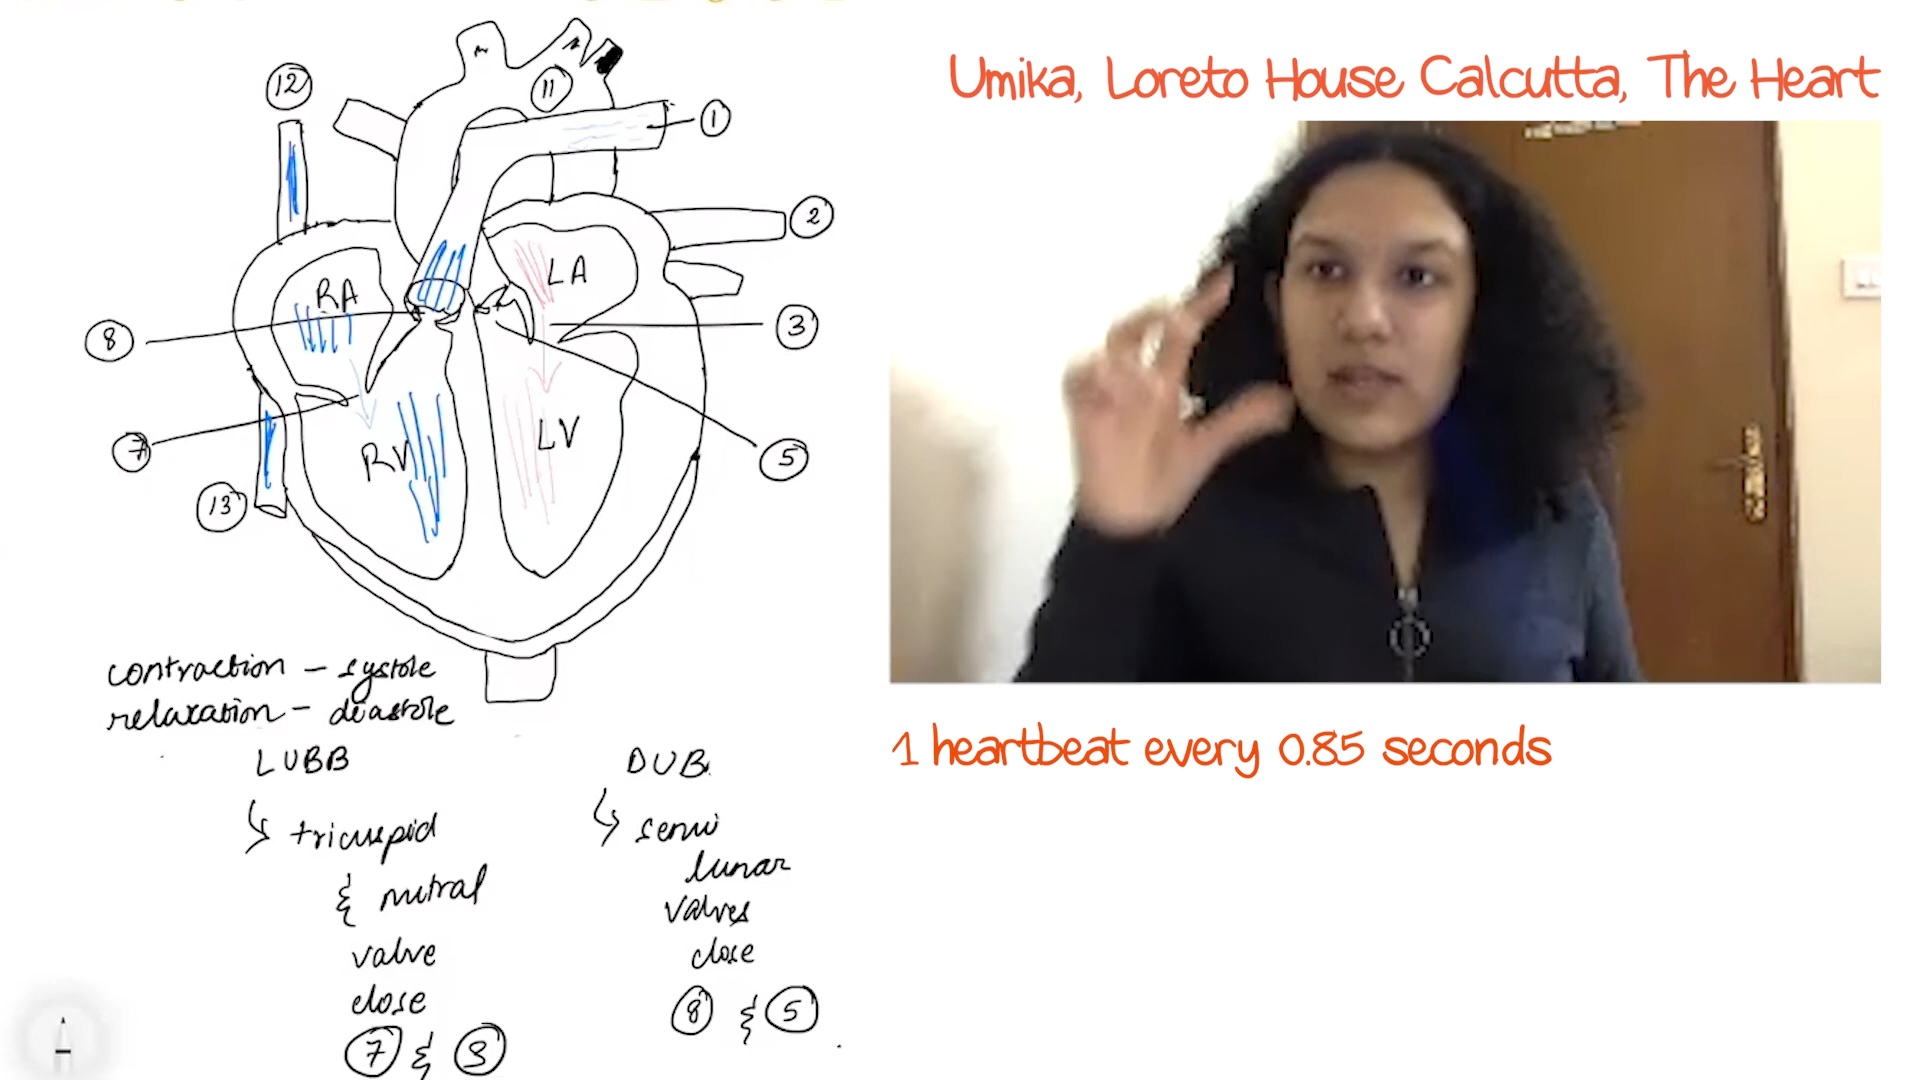 Umika, Loreto House Calcutta, The Heart
12
11
1
2
RA
LA
8
3
7
RV
LV
5
13
contraction – systole
relaxation – diastole
LUBB
tricuspid
& mitral
valve
close
7 & 3
DUB
semi
lunar
valves
close
8 & 5
1 heartbeat every 0.85 seconds